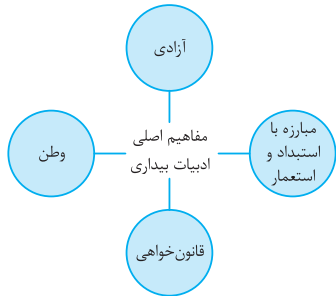 آزادی
مبارزه با
استبداد و
استعمار
مفاهیم اصلی
ادبیات بیداری
وطن
قانون‌خواهی